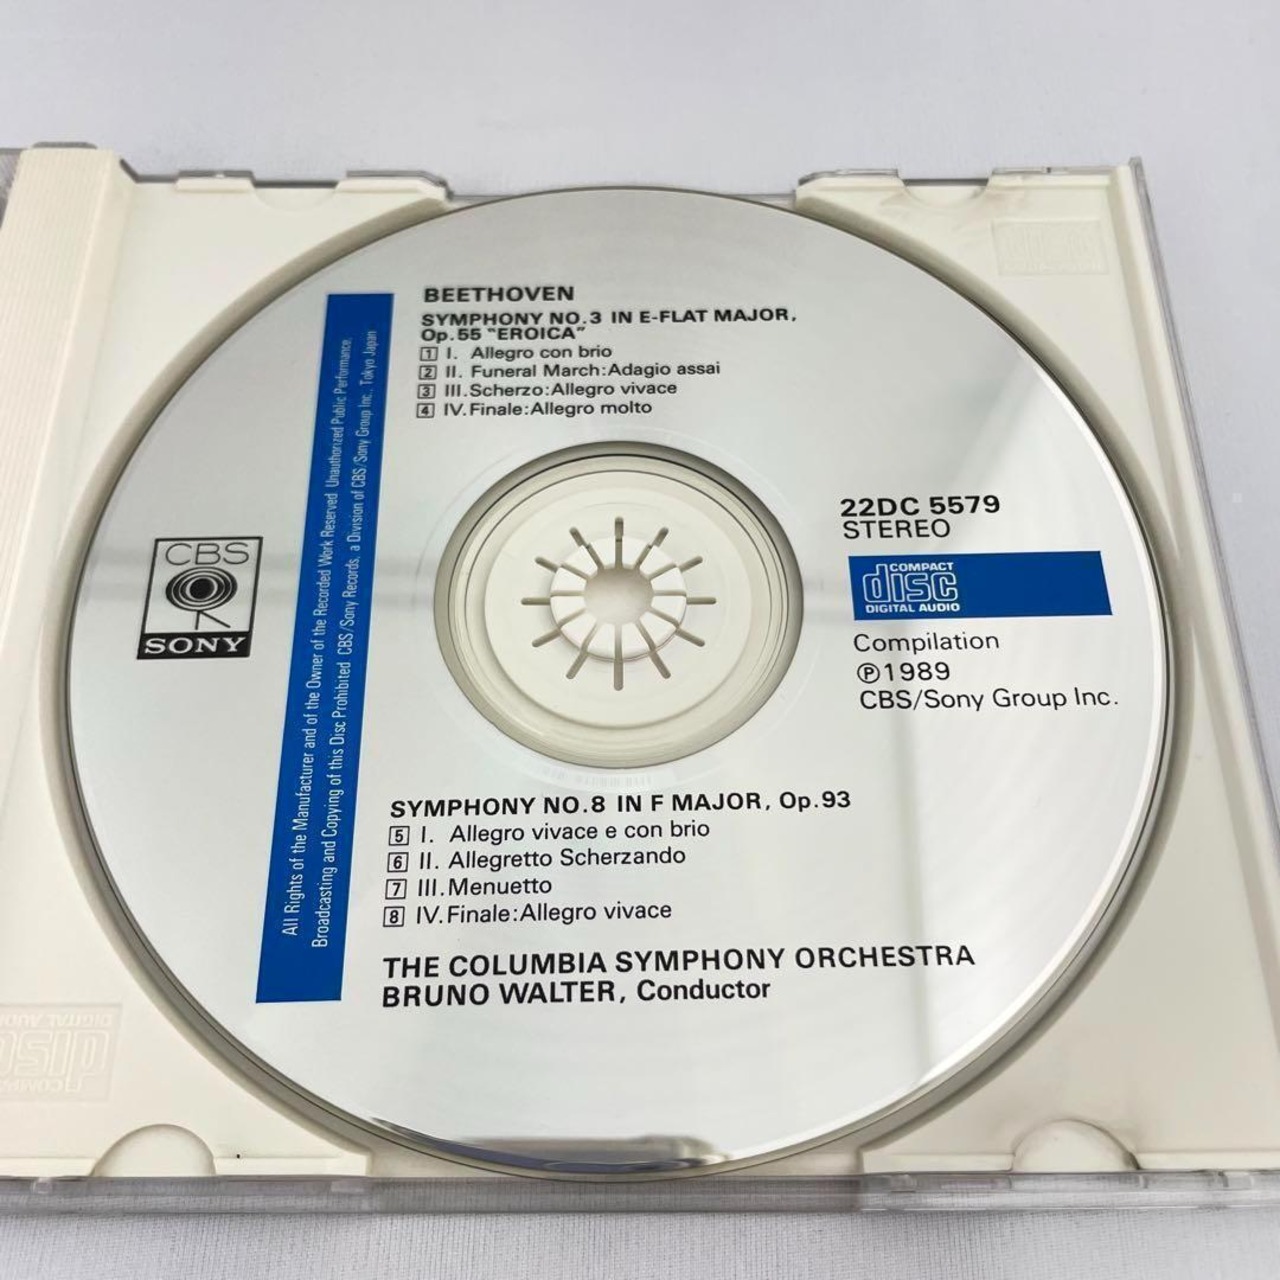 BEETHOVEN
SYMPHONY NO.3 IN E-FLAT MAJOR,
Op.55 "EROICA"
1 I. Allegro con brio
2 II. Funeral March:Adagio assai
3 III.Scherzo:Allegro vivace
4 IV.Finale:Allegro molto
All Rights of the Manufacturer and of the Owner of the Recorded Work Reserved. Unauthorized Public Performance,
Broadcasting and Copying of this Disc Prohibited. CBS/Sony Records, a Division of CBS/Sony Group Inc., Tokyo Japan
CBS
SONY
22DC 5579
STEREO
COMPACT
disc
DIGITAL AUDIO
Compilation
Ⓟ1989
CBS/Sony Group Inc.
SYMPHONY NO.8 IN F MAJOR, Op.93
5 I. Allegro vivace e con brio
6 II. Allegretto Scherzando
7 III.Menuetto
8 IV.Finale:Allegro vivace
THE COLUMBIA SYMPHONY ORCHESTRA
BRUNO WALTER, Conductor
COMPACT
disc
DIGITAL AUDIO